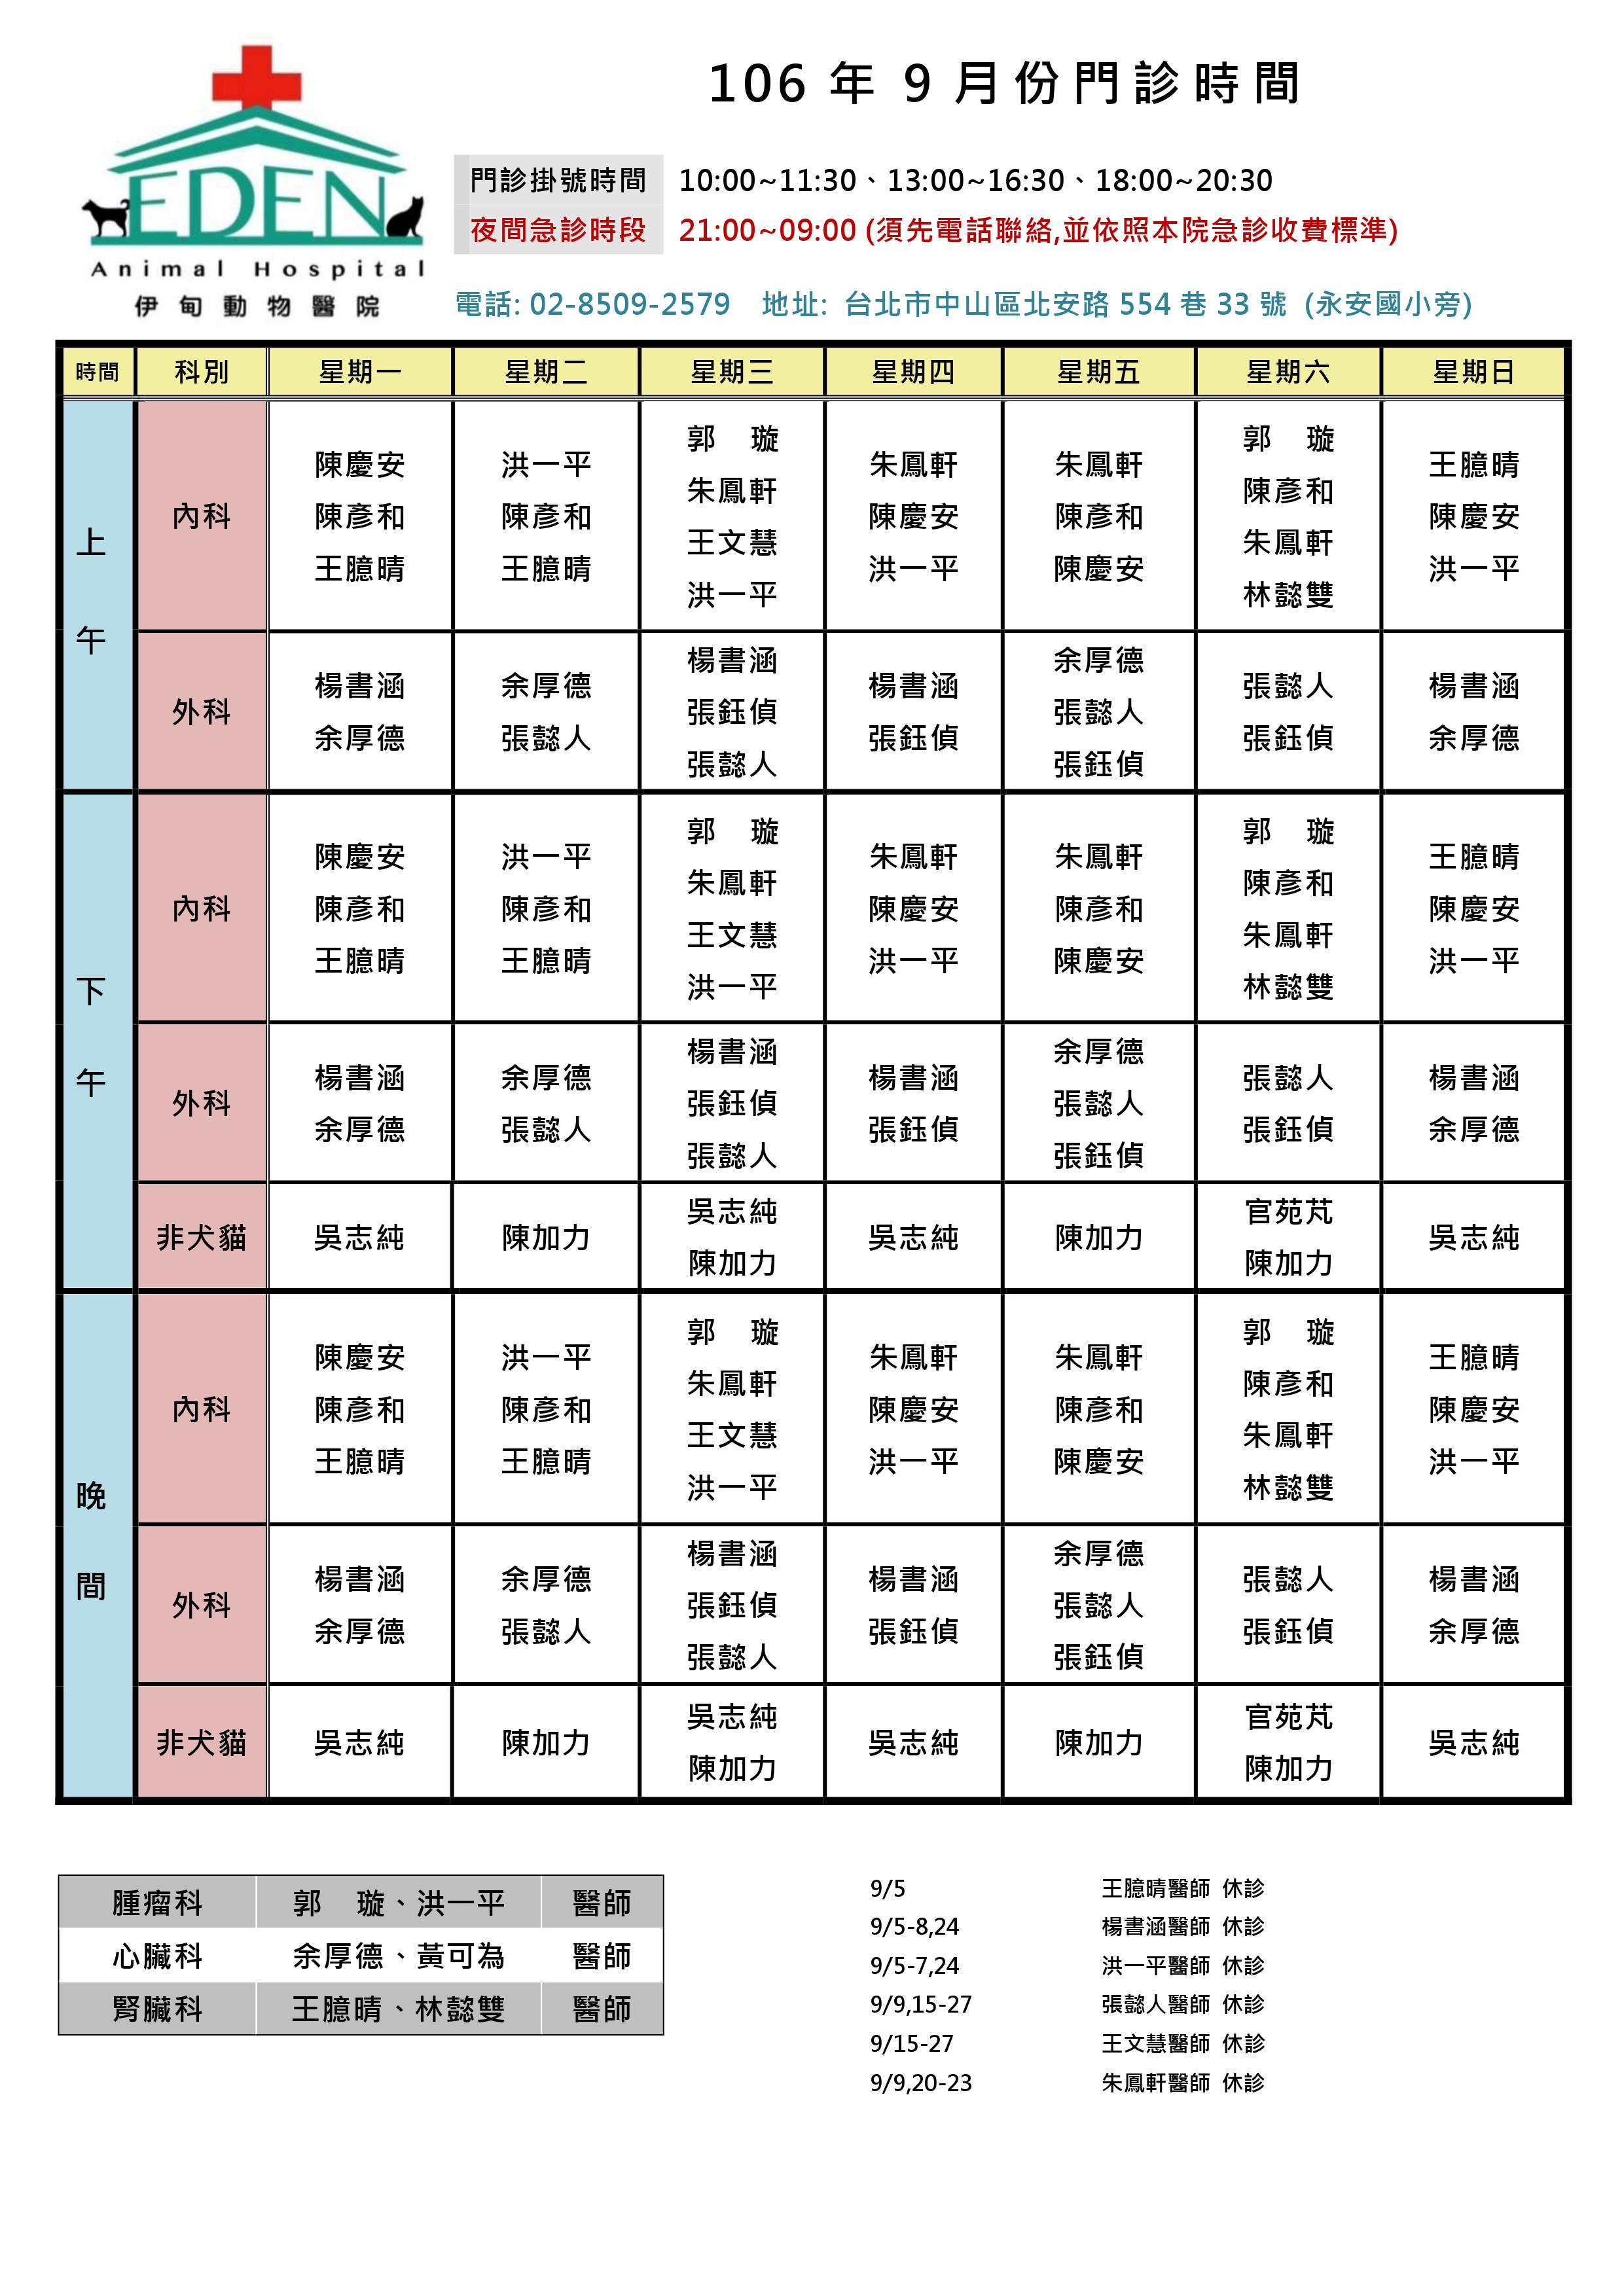 106 年 9 月份門診時間
EDEN
Animal Hospital
伊甸動物醫院
門診掛號時間 10:00~11:30、13:00~16:30、18:00~20:30
夜間急診時段 21:00~09:00 (須先電話聯絡,並依照本院急診收費標準)
電話: 02-8509-2579 地址: 台北市中山區北安路 554 巷 33 號 (永安國小旁)
時間 科別 星期一 星期二 星期三 星期四 星期五 星期六 星期日
上午
內科
陳慶安
陳彥和
王臆晴
洪一平
陳彥和
王臆晴
郭 璇
朱鳳軒
王文慧
洪一平
朱鳳軒
陳慶安
洪一平
朱鳳軒
陳彥和
陳慶安
郭 璇
陳彥和
朱鳳軒
林懿雙
王臆晴
陳慶安
洪一平
外科
楊書涵
余厚德
余厚德
張懿人
楊書涵
張鈺偵
張懿人
楊書涵
張鈺偵
余厚德
張懿人
張鈺偵
張懿人
張鈺偵
楊書涵
余厚德
下午
內科
陳慶安
陳彥和
王臆晴
洪一平
陳彥和
王臆晴
郭 璇
朱鳳軒
王文慧
洪一平
朱鳳軒
陳慶安
洪一平
朱鳳軒
陳彥和
陳慶安
郭 璇
陳彥和
朱鳳軒
林懿雙
王臆晴
陳慶安
洪一平
外科
楊書涵
余厚德
余厚德
張懿人
楊書涵
張鈺偵
張懿人
楊書涵
張鈺偵
余厚德
張懿人
張鈺偵
張懿人
張鈺偵
楊書涵
余厚德
非犬貓
吳志純
陳加力
吳志純
陳加力
吳志純
陳加力
官苑芃
陳加力
吳志純
晚間
內科
陳慶安
陳彥和
王臆晴
洪一平
陳彥和
王臆晴
郭 璇
朱鳳軒
王文慧
洪一平
朱鳳軒
陳慶安
洪一平
朱鳳軒
陳彥和
陳慶安
郭 璇
陳彥和
朱鳳軒
林懿雙
王臆晴
陳慶安
洪一平
外科
楊書涵
余厚德
余厚德
張懿人
楊書涵
張鈺偵
張懿人
楊書涵
張鈺偵
余厚德
張懿人
張鈺偵
張懿人
張鈺偵
楊書涵
余厚德
非犬貓
吳志純
陳加力
吳志純
陳加力
吳志純
陳加力
官苑芃
陳加力
吳志純
腫瘤科 郭 璇、洪一平 醫師
心臟科 余厚德、黃可為 醫師
腎臟科 王臆晴、林懿雙 醫師
9/5 王臆晴醫師 休診
9/5-8,24 楊書涵醫師 休診
9/5-7,24 洪一平醫師 休診
9/9,15-27 張懿人醫師 休診
9/15-27 王文慧醫師 休診
9/9,20-23 朱鳳軒醫師 休診